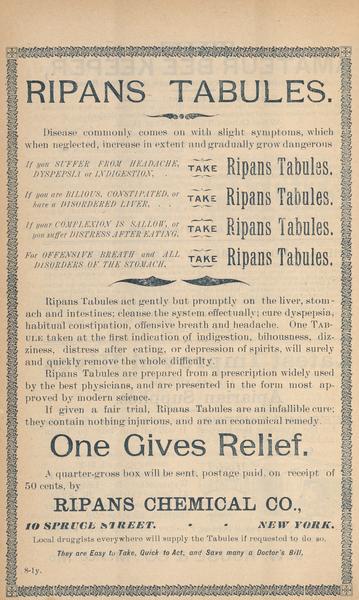 RIPANS TABULES.
Disease commonly comes on with slight symptoms, which
when neglected, increase in extent and gradually grow dangerous
If you SUFFER FROM HEADACHE,
DYSPEPSIA or INDIGESTION, . TAKE Ripans Tabules.
If you are BILIOUS, CONSTIPATED, or
have a DISORDERED LIVER, . . TAKE Ripans Tabules.
If your COMPLEXION IS SALLOW, or
you suffer DISTRESS AFTER EATING, TAKE Ripans Tabules.
For OFFENSIVE BREATH and ALL
DISORDERS OF THE STOMACH, TAKE Ripans Tabules.
Ripans Tabules act gently but promptly on the liver, stom-
ach and intestines; cleanse the system effectually; cure dyspepsia,
habitual constipation, offensive breath and headache. One TAB-
ULE taken at the first indication of indigestion, biliousness, diz-
ziness, distress after eating, or depression of spirits, will surely
and quickly remove the whole difficulty.
Ripans Tabules are prepared from a prescription widely used
by the best physicians, and are presented in the form most ap-
proved by modern science.
If given a fair trial, Ripans Tabules are an infallible cure;
they contain nothing injurious, and are an economical remedy.
One Gives Relief.
A quarter-gross box will be sent, postage paid, on receipt of
50 cents, by
RIPANS CHEMICAL CO.,
10 SPRUCE STREET. - - NEW YORK.
Local druggists everywhere will supply the Tabules if requested to do so.
They are Easy to Take, Quick to Act, and Save many a Doctor's Bill.
8-1y.